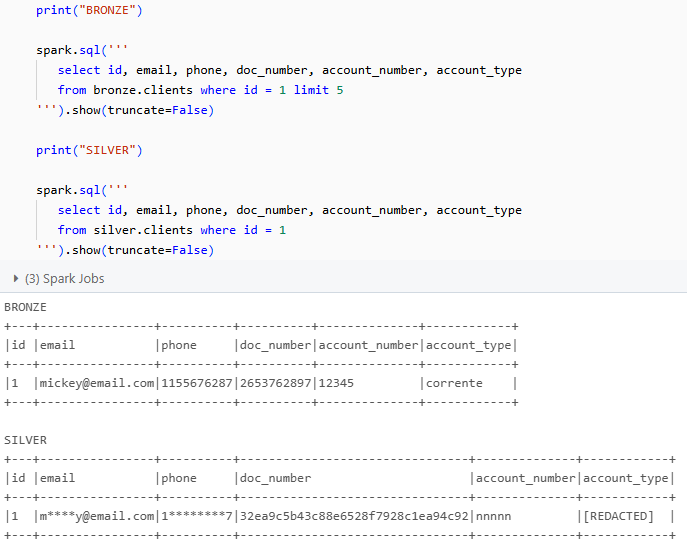 print("BRONZE")
spark.sql('''
select id, email, phone, doc_number, account_number, account_type
from bronze.clients where id = 1 limit 5
''').show(truncate=False)
print("SILVER")
spark.sql('''
select id, email, phone, doc_number, account_number, account_type
from silver.clients where id = 1
''').show(truncate=False)
(3) Spark Jobs
BRONZE
+---+----------------+----------+----------+--------------+------------+
|id |email           |phone     |doc_number|account_number|account_type|
+---+----------------+----------+----------+--------------+------------+
|1  |mickey@email.com|1155676287|2653762897|12345         |corrente    |
+---+----------------+----------+----------+--------------+------------+
SILVER
+---+----------------+----------+--------------------------------+--------------+------------+
|id |email           |phone     |doc_number                      |account_number|account_type|
+---+----------------+----------+--------------------------------+--------------+------------+
|1  |m****y@email.com|1********7|32ea9c5b43c88e6528f7928c1ea94c92|nnnnn         |[REDACTED]  |
+---+----------------+----------+--------------------------------+--------------+------------+